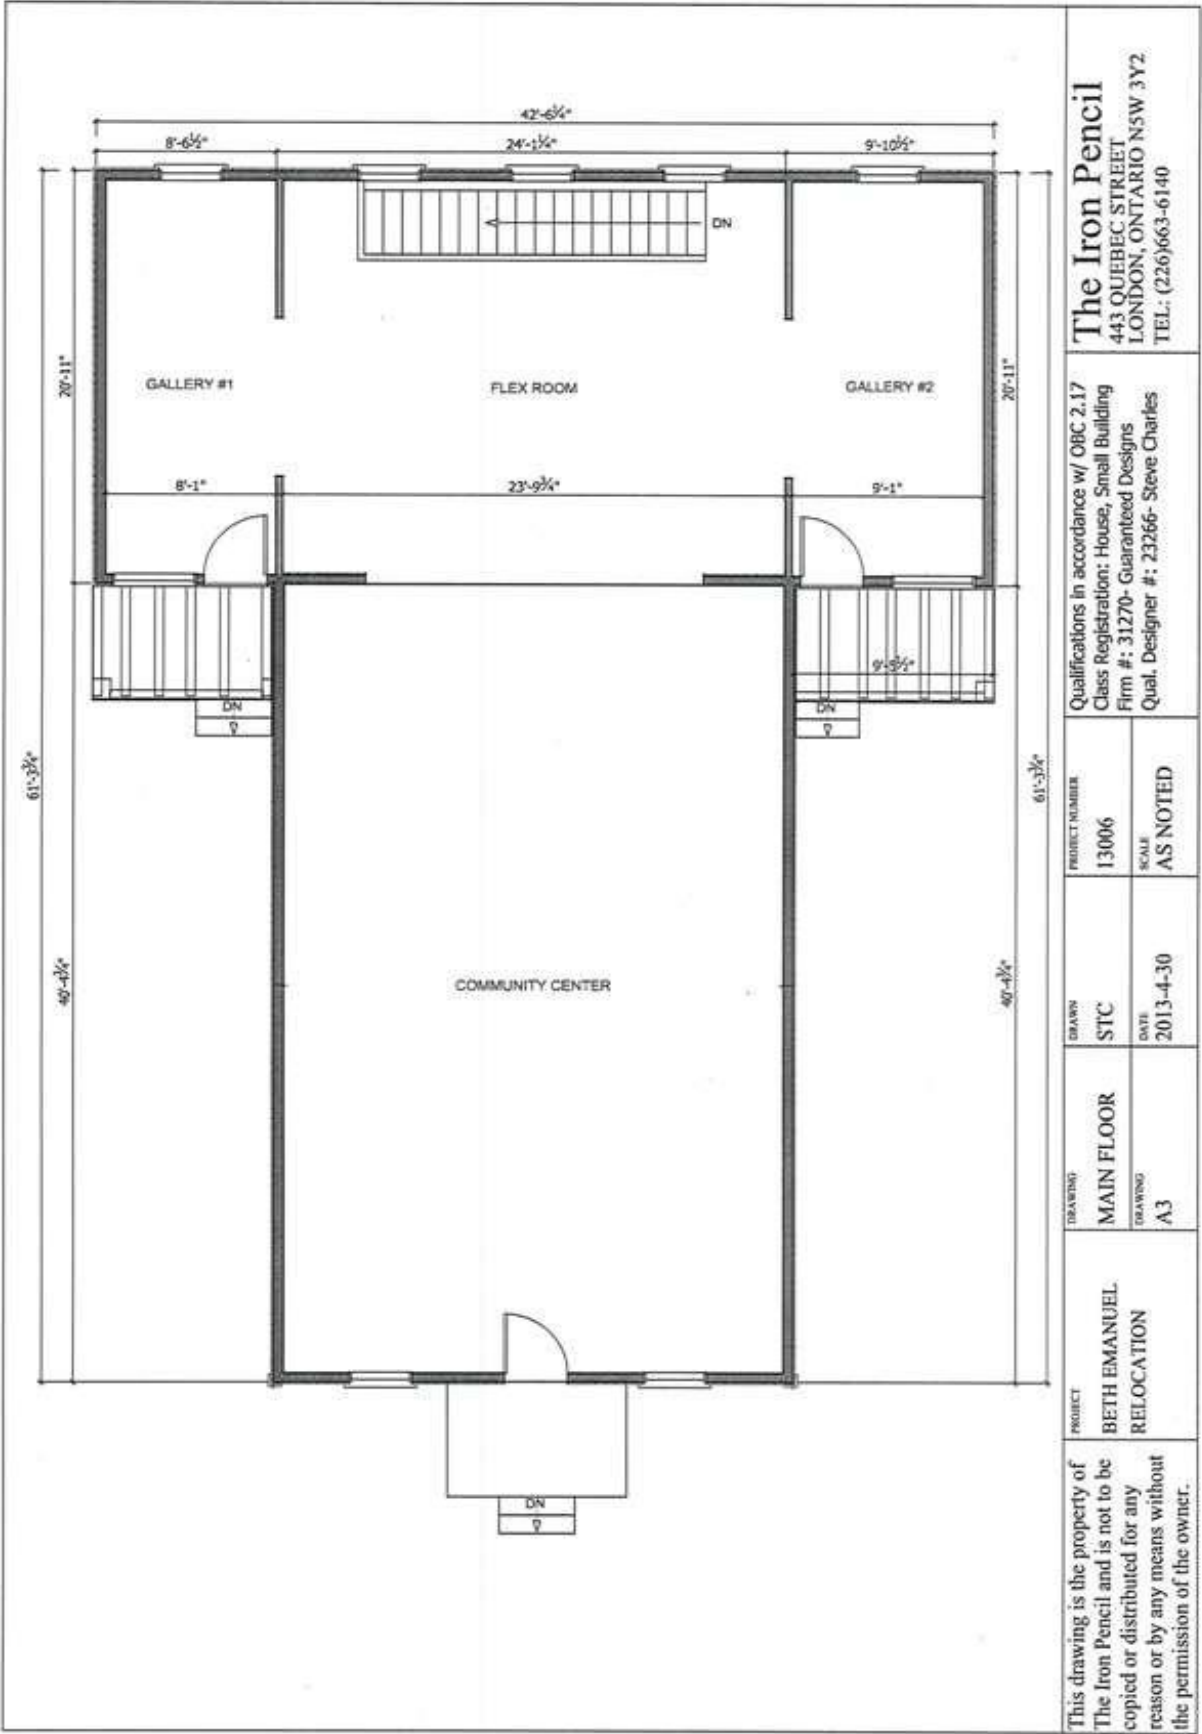 42'-6¼"
8'-6½"
24'-1¼"
9'-10½"
DN
20'-11"
20'-11"
GALLERY #1
FLEX ROOM
GALLERY #2
8'-1"
23'-9¾"
9'-1"
9'-5½"
DN
DN
61'-3¾"
61'-3¾"
40'-4¾"
40'-4¾"
COMMUNITY CENTER
DN
This drawing is the property of
The Iron Pencil and is not to be
copied or distributed for any
reason or by any means without
the permission of the owner.
PROJECT
BETH EMANUEL
RELOCATION
DRAWING
MAIN FLOOR
DRAWING
A3
DRAWN
STC
DATE
2013-4-30
PROJECT NUMBER
13006
SCALE
AS NOTED
Qualifications in accordance w/ OBC 2.17
Class Registration: House, Small Building
Firm #: 31270- Guaranteed Designs
Qual. Designer #: 23266- Steve Charles
The Iron Pencil
443 QUEBEC STREET
LONDON, ONTARIO N5W 3Y2
TEL: (226)663-6140